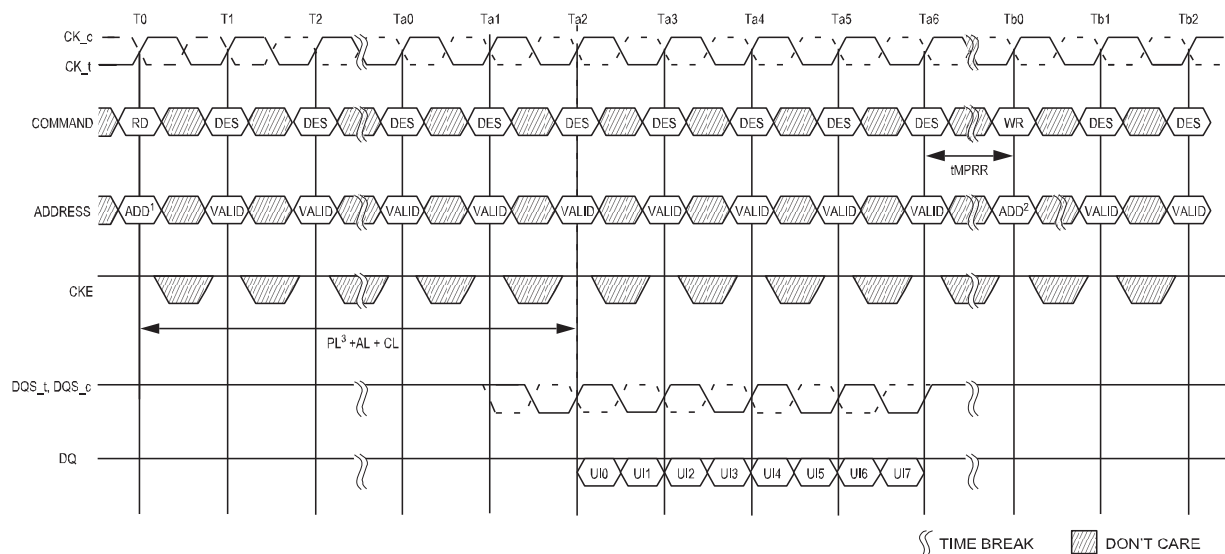 T0 T1 T2 Ta0 Ta1 Ta2 Ta3 Ta4 Ta5 Ta6 Tb0 Tb1 Tb2
CK_c
CK_t
COMMAND RD DES DES DES DES DES DES DES DES DES WR DES DES
tMPRR
ADDRESS ADD¹ VALID VALID VALID VALID VALID VALID VALID VALID VALID ADD² VALID VALID
CKE
PL³ +AL + CL
DQS_t, DQS_c
DQ UI0 UI1 UI2 UI3 UI4 UI5 UI6 UI7
TIME BREAK DON'T CARE